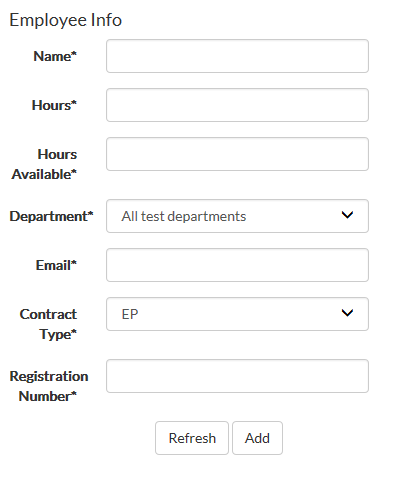 Employee Info
Name*
Hours*
Hours
Available*
Department* All test departments
Email*
Contract
Type*
EP
Registration
Number*
Refresh Add